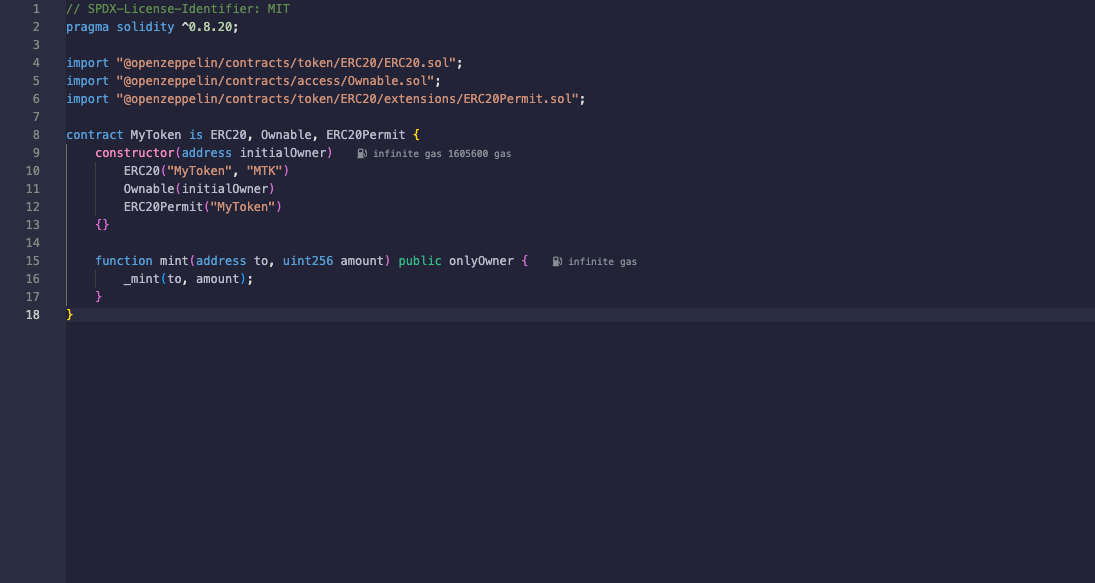 1 // SPDX-License-Identifier: MIT
2 pragma solidity ^0.8.20;
3
4 import "@openzeppelin/contracts/token/ERC20/ERC20.sol";
5 import "@openzeppelin/contracts/access/Ownable.sol";
6 import "@openzeppelin/contracts/token/ERC20/extensions/ERC20Permit.sol";
7
8 contract MyToken is ERC20, Ownable, ERC20Permit {
9     constructor(address initialOwner) infinite gas 1605600 gas
10         ERC20("MyToken", "MTK")
11         Ownable(initialOwner)
12         ERC20Permit("MyToken")
13     {}
14
15     function mint(address to, uint256 amount) public onlyOwner { infinite gas
16         _mint(to, amount);
17     }
18 }